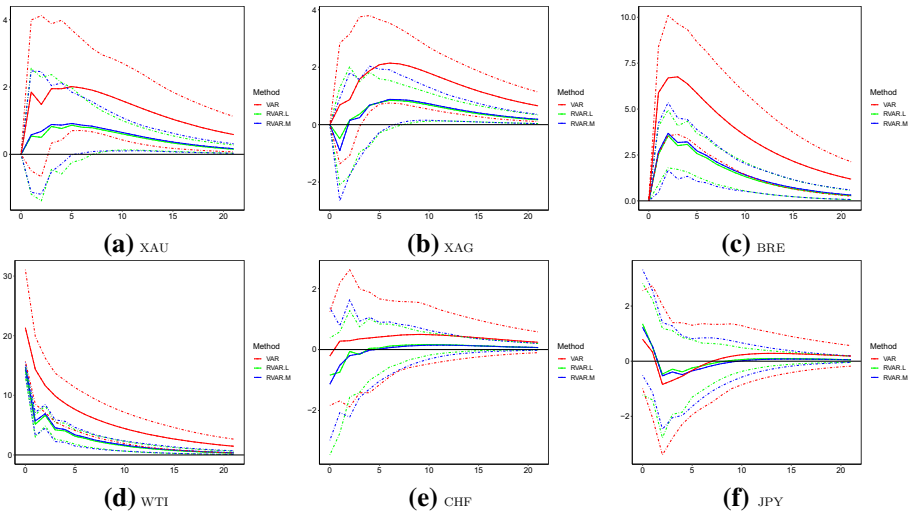 4
2
0
0 5 10 15 20
Method
VAR
RVAR.L
RVAR.M
(a) XAU
4
2
0
−2
0 5 10 15 20
Method
VAR
RVAR.L
RVAR.M
(b) XAG
10.0
7.5
5.0
2.5
0.0
0 5 10 15 20
Method
VAR
RVAR.L
RVAR.M
(c) BRE
30
20
10
0
0 5 10 15 20
Method
VAR
RVAR.L
RVAR.M
(d) WTI
2
0
−2
0 5 10 15 20
Method
VAR
RVAR.L
RVAR.M
(e) CHF
2
0
−2
0 5 10 15 20
Method
VAR
RVAR.L
RVAR.M
(f) JPY